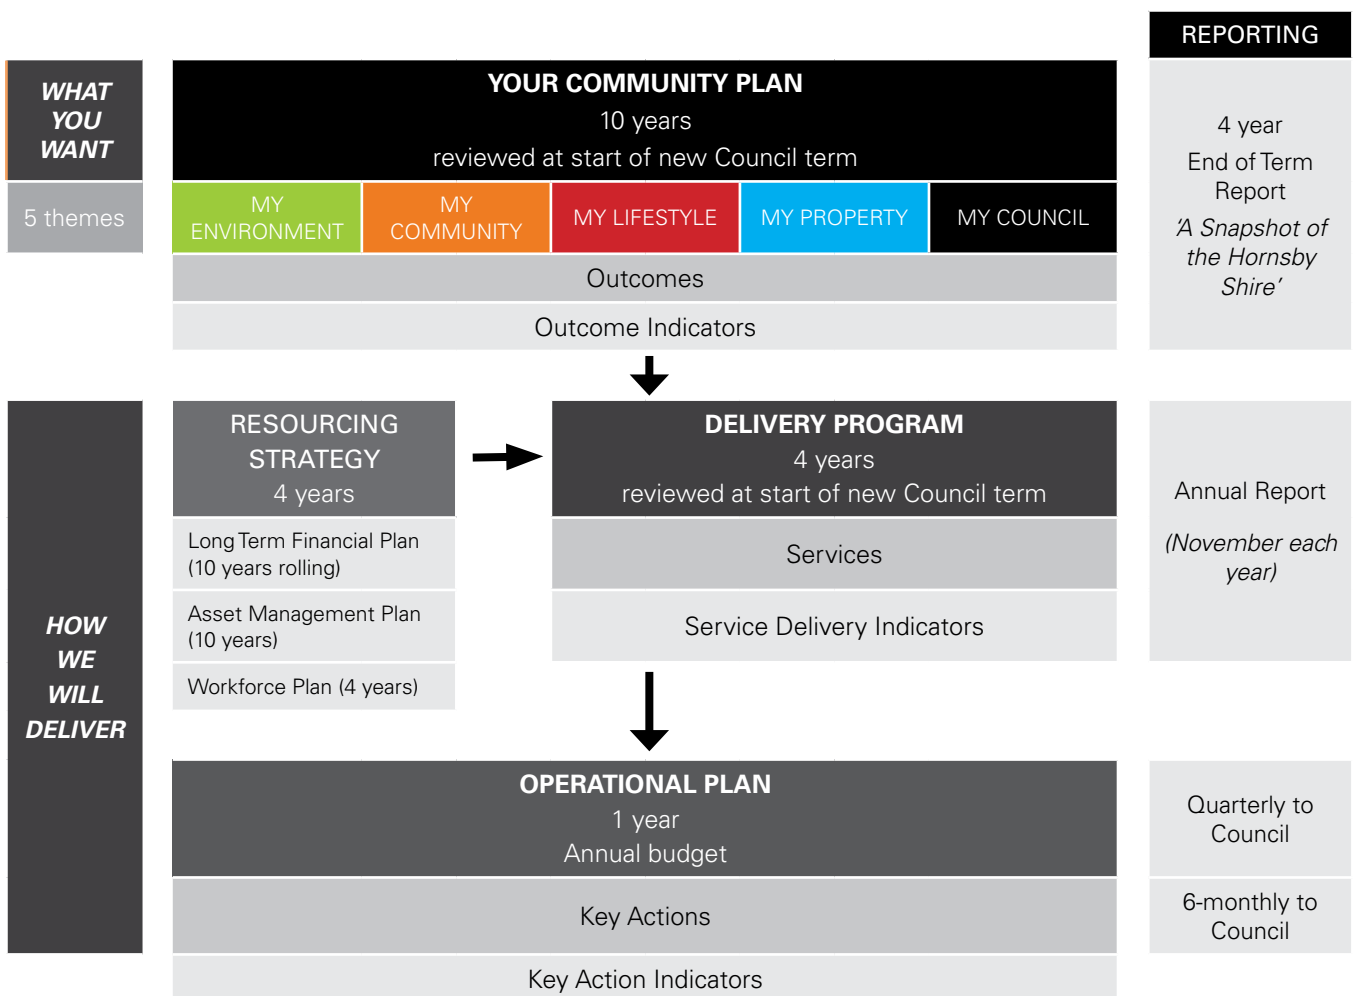 REPORTING
WHAT
YOU
WANT
YOUR COMMUNITY PLAN
10 years
reviewed at start of new Council term
4 year
End of Term
Report
'A Snapshot of
the Hornsby
Shire'
5 themes
MY
ENVIRONMENT
MY
COMMUNITY
MY LIFESTYLE
MY PROPERTY
MY COUNCIL
Outcomes
Outcome Indicators
HOW
WE
WILL
DELIVER
RESOURCING
STRATEGY
4 years
Long Term Financial Plan
(10 years rolling)
Asset Management Plan
(10 years)
Workforce Plan (4 years)
DELIVERY PROGRAM
4 years
reviewed at start of new Council term
Services
Service Delivery Indicators
Annual Report
(November each
year)
OPERATIONAL PLAN
1 year
Annual budget
Quarterly to
Council
Key Actions
6-monthly to
Council
Key Action Indicators